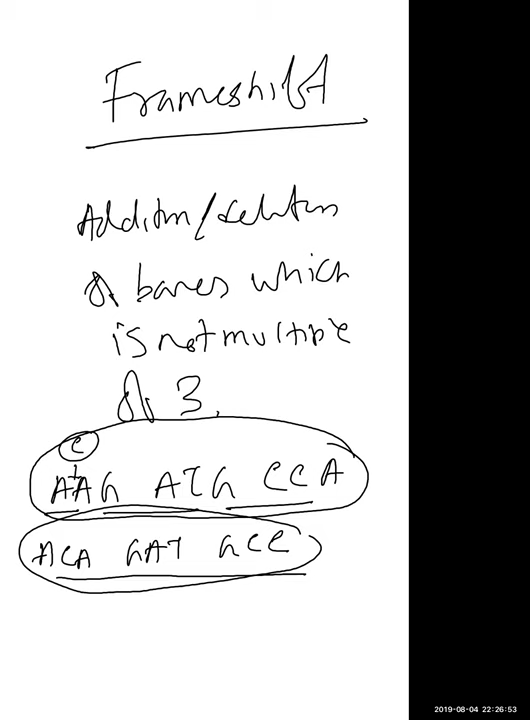 Frameshift
Addition/deletion
of bases which
is not multiple
of 3.
C
AAG ATG CCA
ACA GAT GCC
2019-08-04 22:26:53